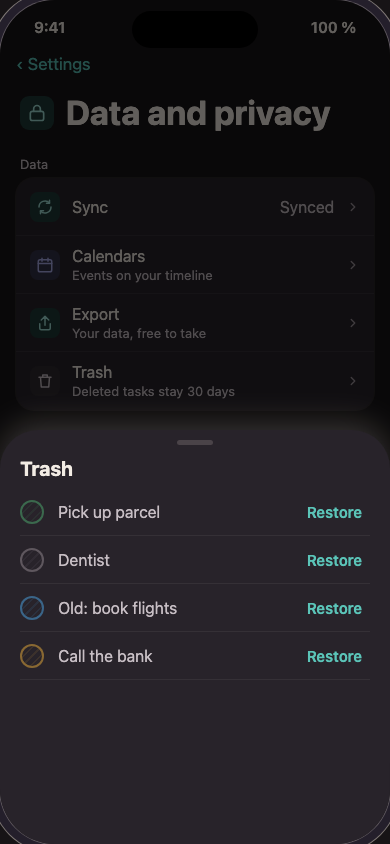 9:41 100 %
‹ Settings
Data and privacy
Data
Sync Synced
Calendars
Events on your timeline
Export
Your data, free to take
Trash
Deleted tasks stay 30 days
Trash
Pick up parcel Restore
Dentist Restore
Old: book flights Restore
Call the bank Restore